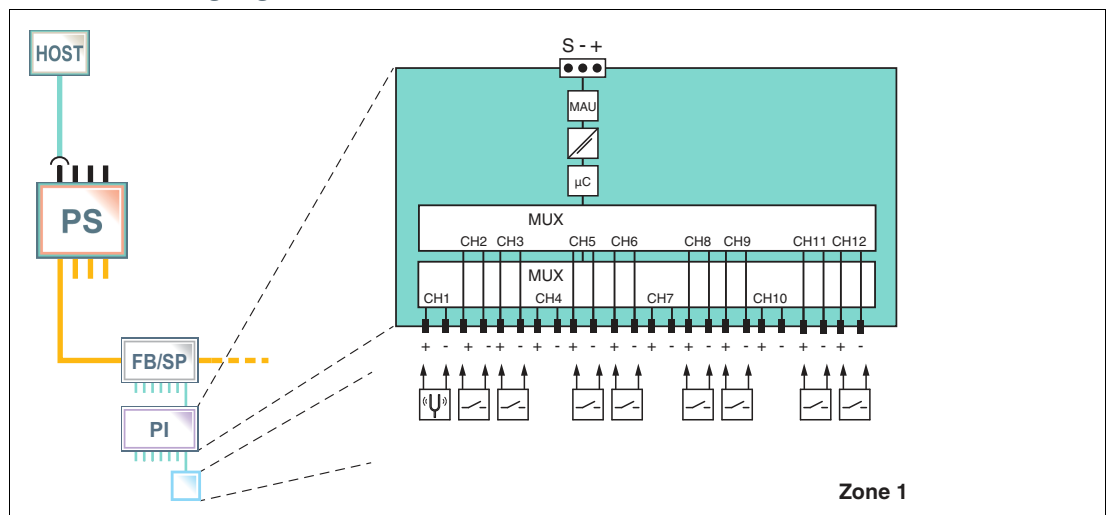 HOST
PS
FB/SP
PI
S - +
MAU
µC
MUX
CH2 CH3 CH5 CH6 CH8 CH9 CH11 CH12
MUX
CH1 CH4 CH7 CH10
+ - + - + - + - + - + - + - + - + - + - + - + -
Zone 1